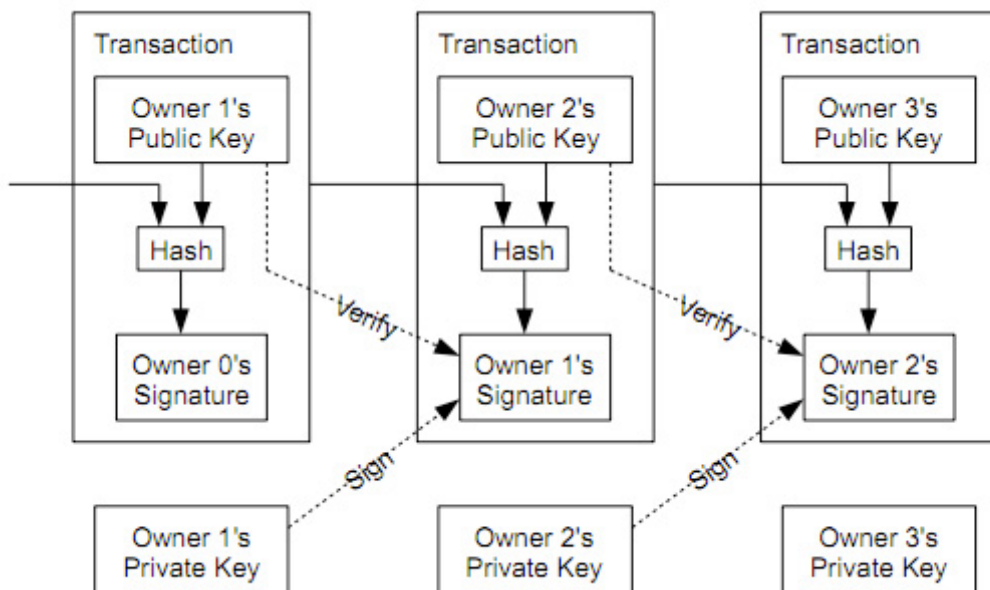 Transaction
Owner 1's
Public Key
Hash
Verify
Owner 0's
Signature
Sign
Owner 1's
Private Key
Transaction
Owner 2's
Public Key
Hash
Verify
Owner 1's
Signature
Sign
Owner 2's
Private Key
Transaction
Owner 3's
Public Key
Hash
Owner 2's
Signature
Owner 3's
Private Key